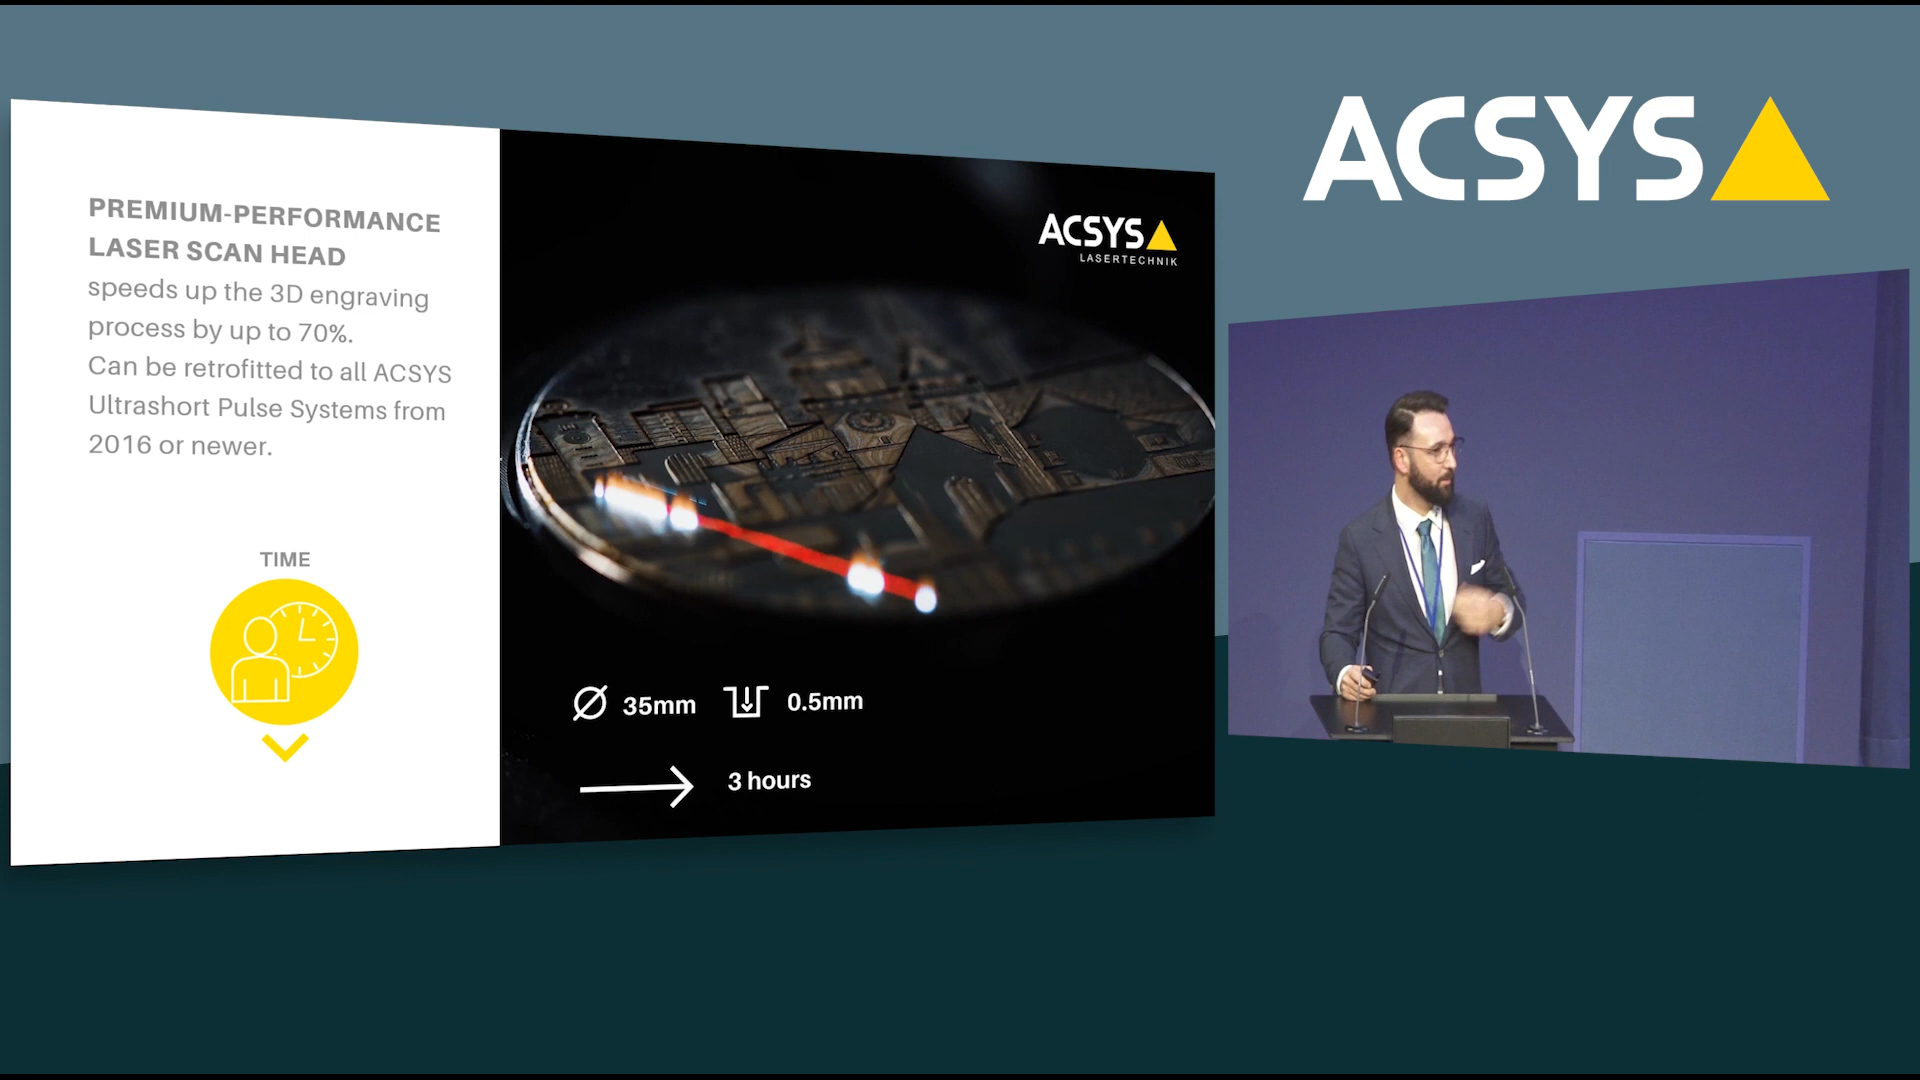 ACSYS
PREMIUM-PERFORMANCE
LASER SCAN HEAD
speeds up the 3D engraving
process by up to 70%.
Can be retrofitted to all ACSYS
Ultrashort Pulse Systems from
2016 or newer.
TIME
ACSYS
LASERTECHNIK
35mm 0.5mm
3 hours